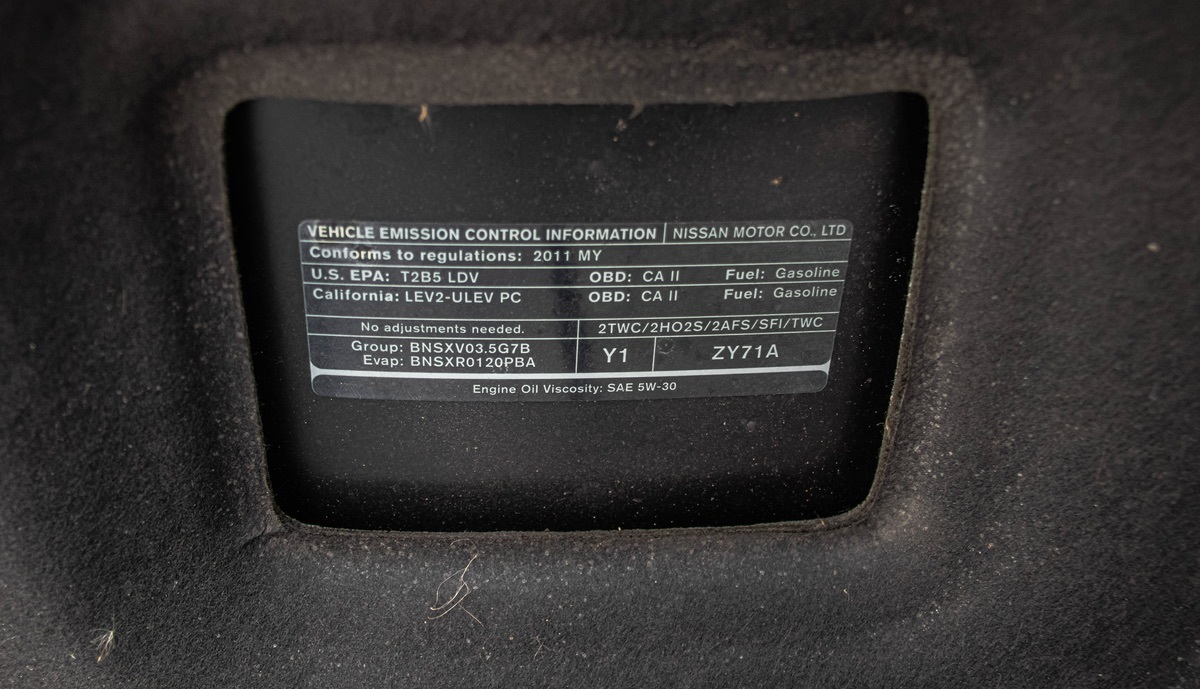 VEHICLE EMISSION CONTROL INFORMATION NISSAN MOTOR CO., LTD
Conforms to regulations: 2011 MY
U.S. EPA: T2B5 LDV OBD: CA II Fuel: Gasoline
California: LEV2-ULEV PC OBD: CA II Fuel: Gasoline
No adjustments needed. 2TWC/2HO2S/2AFS/SFI/TWC
Group: BNSXV03.5G7B
Evap: BNSXR0120PBA
Y1 ZY71A
Engine Oil Viscosity: SAE 5W-30